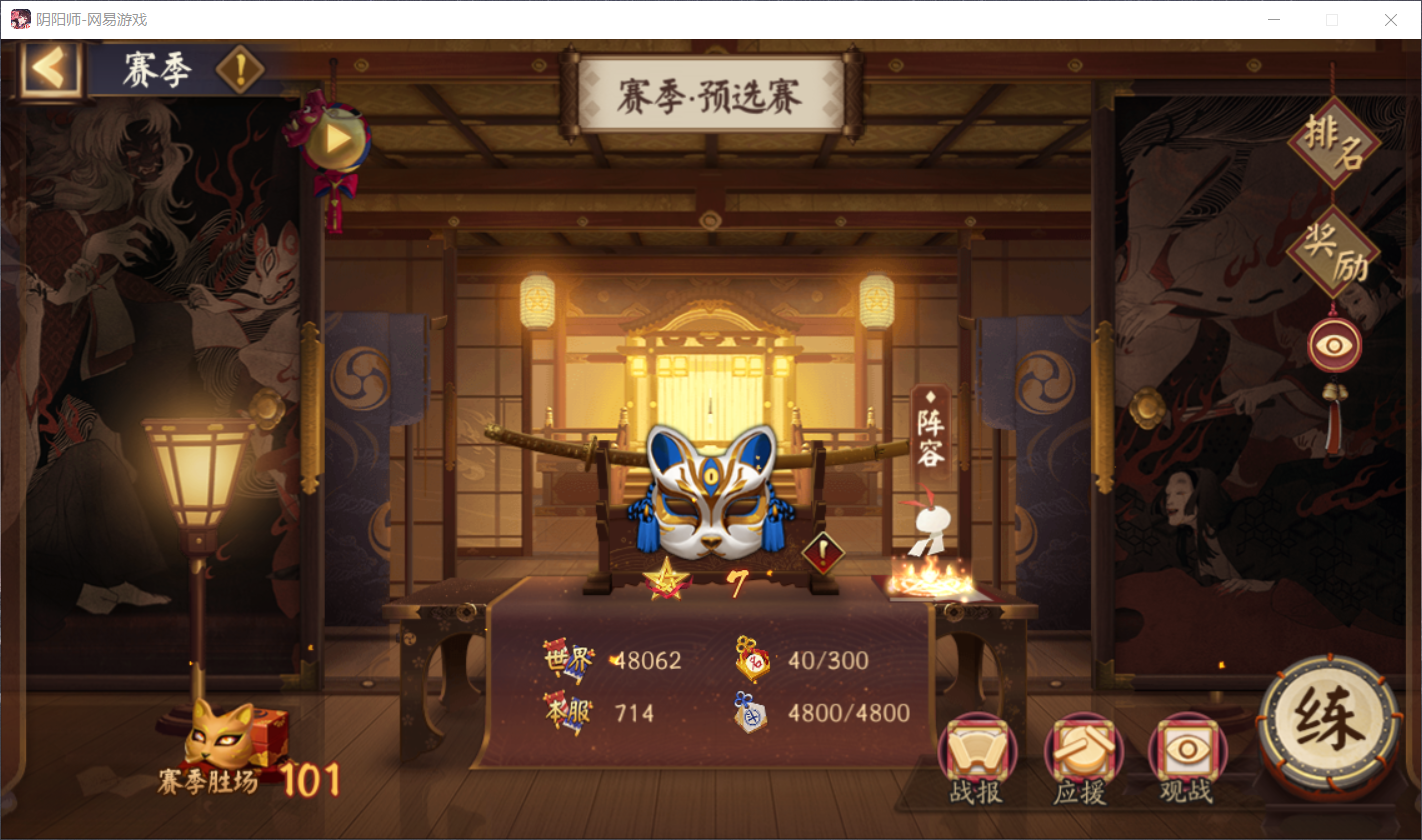 阴阳师-网易游戏
赛季
赛季·预选赛
排名
奖励
阵容
7
世界 48062
40/300
本服 714
4800/4800
赛季胜场 101
战报
应援
观战
练